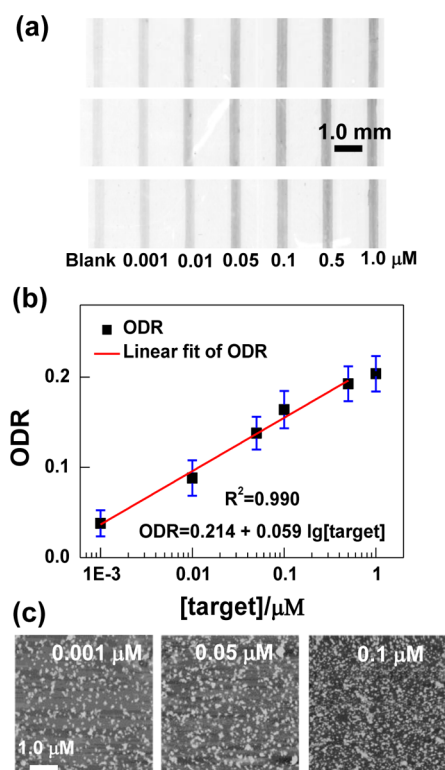 (a)
1.0 mm
Blank 0.001 0.01 0.05 0.1 0.5 1.0 μM
(b)
ODR
Linear fit of ODR
0.2
0.1
0.0
ODR
R²=0.990
ODR=0.214 + 0.059 lg[target]
1E-3 0.01 0.1 1
[target]/μM
(c)
0.001 μM 0.05 μM 0.1 μM
1.0 μM